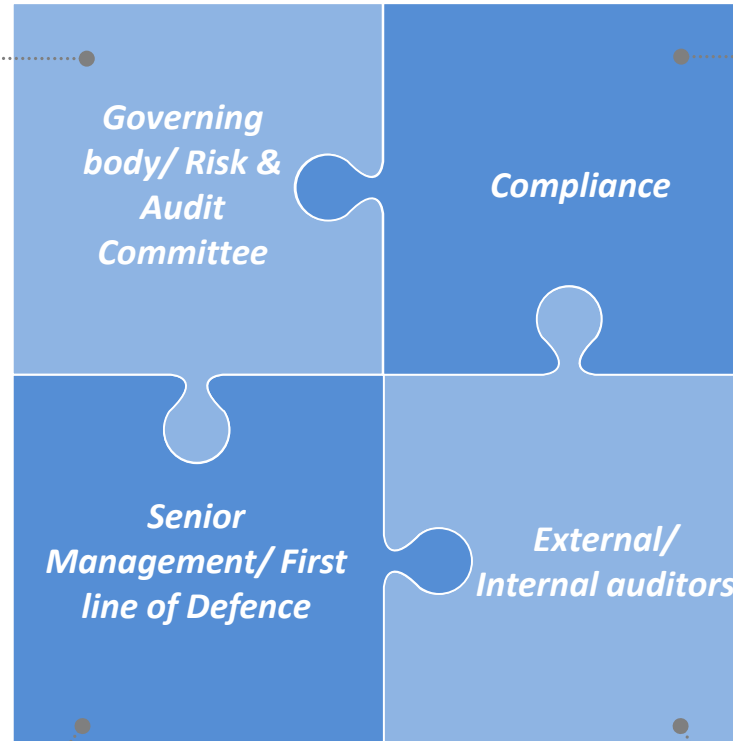 Governing
body/ Risk &
Audit
Committee
Compliance
Senior
Management/ First
line of Defence
External/
Internal auditors